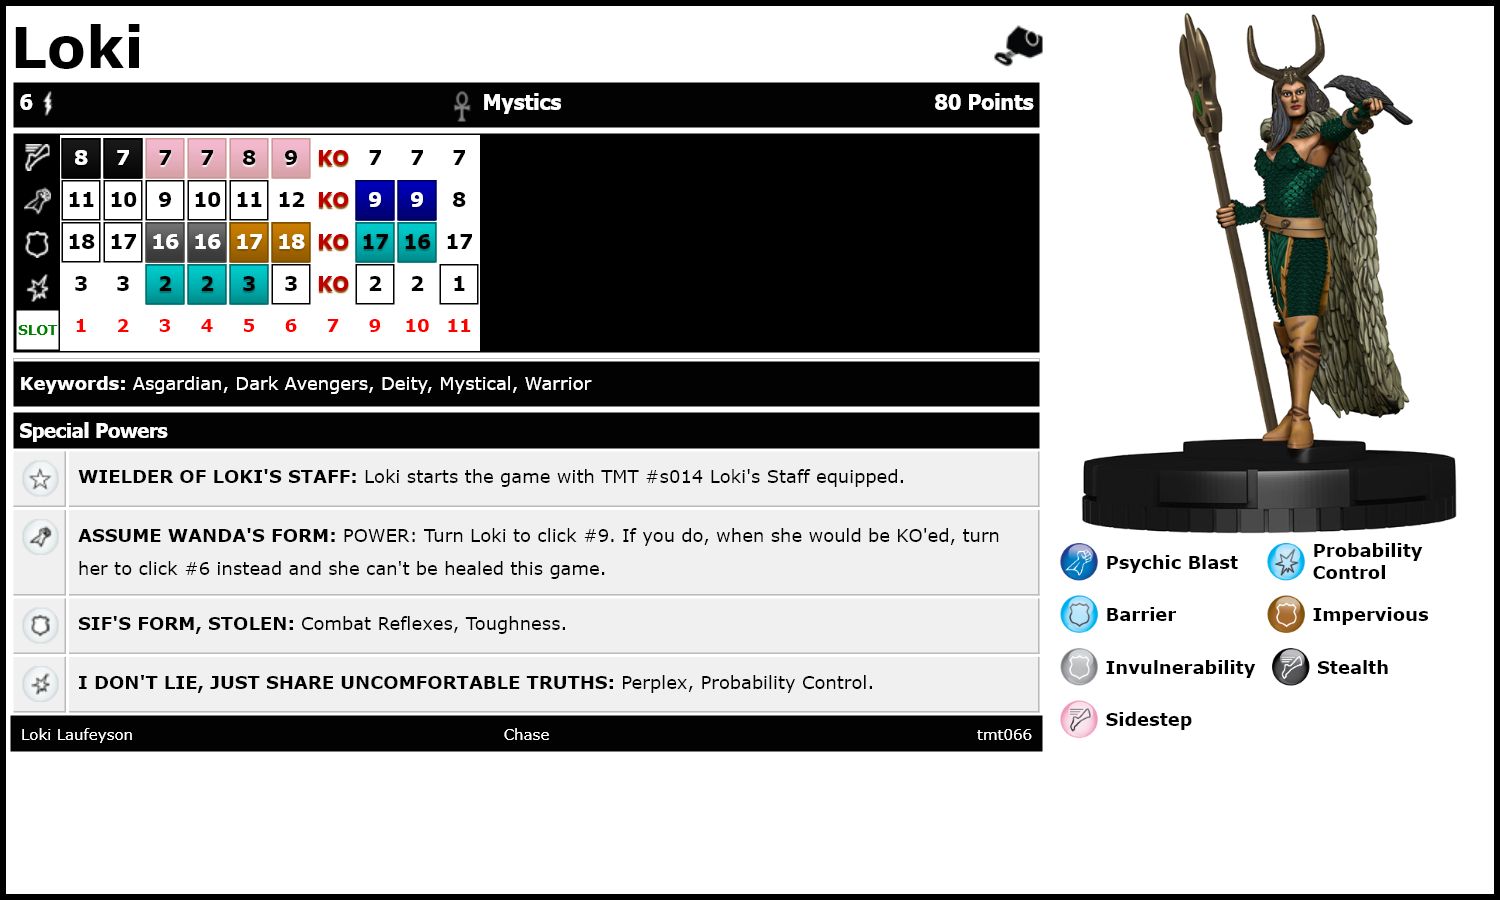 Loki
6 Mystics 80 Points
8 7 7 7 8 9 KO 7 7 7
11 10 9 10 11 12 KO 9 9 8
18 17 16 16 17 18 KO 17 16 17
3 3 2 2 3 3 KO 2 2 1
SLOT 1 2 3 4 5 6 7 9 10 11
Keywords: Asgardian, Dark Avengers, Deity, Mystical, Warrior
Special Powers
WIELDER OF LOKI'S STAFF: Loki starts the game with TMT #s014 Loki's Staff equipped.
ASSUME WANDA'S FORM: POWER: Turn Loki to click #9. If you do, when she would be KO'ed, turn
her to click #6 instead and she can't be healed this game.
SIF'S FORM, STOLEN: Combat Reflexes, Toughness.
I DON'T LIE, JUST SHARE UNCOMFORTABLE TRUTHS: Perplex, Probability Control.
Loki Laufeyson Chase tmt066
Psychic Blast
Probability
Control
Barrier
Impervious
Invulnerability
Stealth
Sidestep